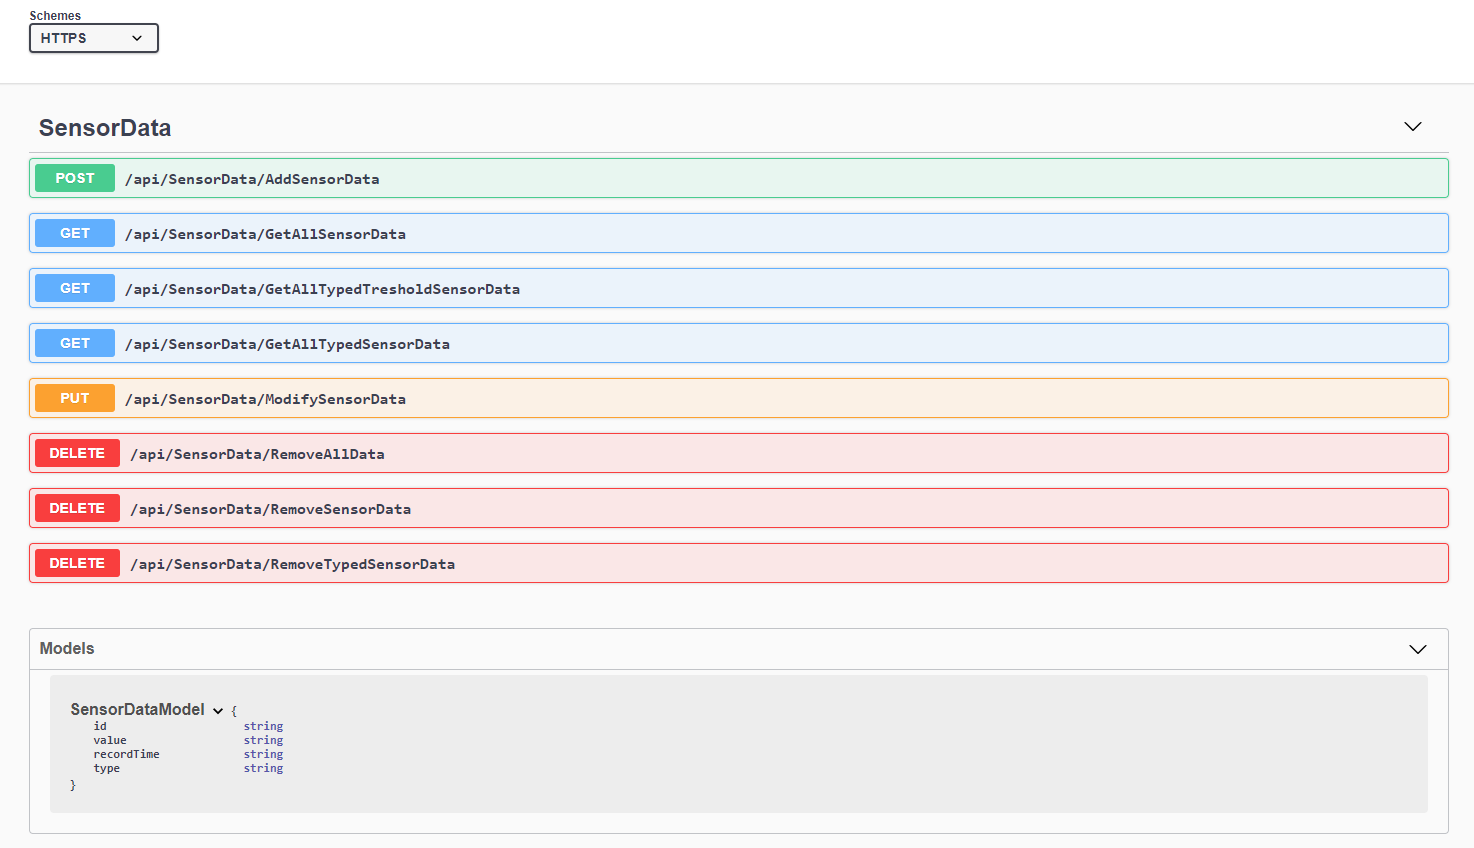 Schemes
HTTPS
SensorData
POST /api/SensorData/AddSensorData
GET /api/SensorData/GetAllSensorData
GET /api/SensorData/GetAllTypedTresholdSensorData
GET /api/SensorData/GetAllTypedSensorData
PUT /api/SensorData/ModifySensorData
DELETE /api/SensorData/RemoveAllData
DELETE /api/SensorData/RemoveSensorData
DELETE /api/SensorData/RemoveTypedSensorData
Models
SensorDataModel {
id string
value string
recordTime string
type string
}